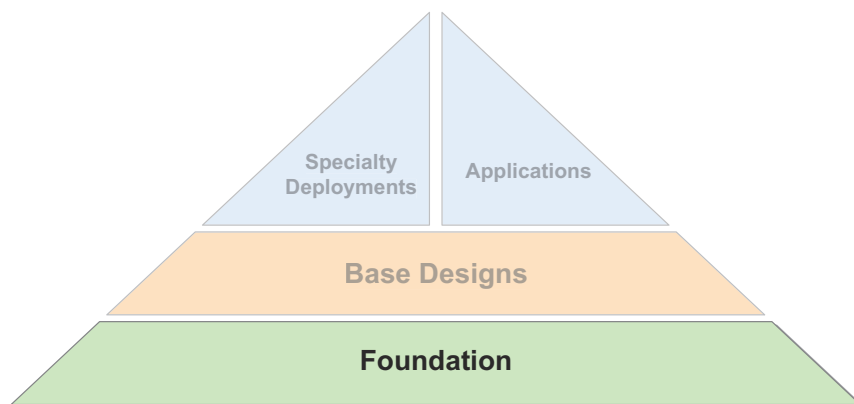 Specialty
Deployments
Applications
Base Designs
Foundation